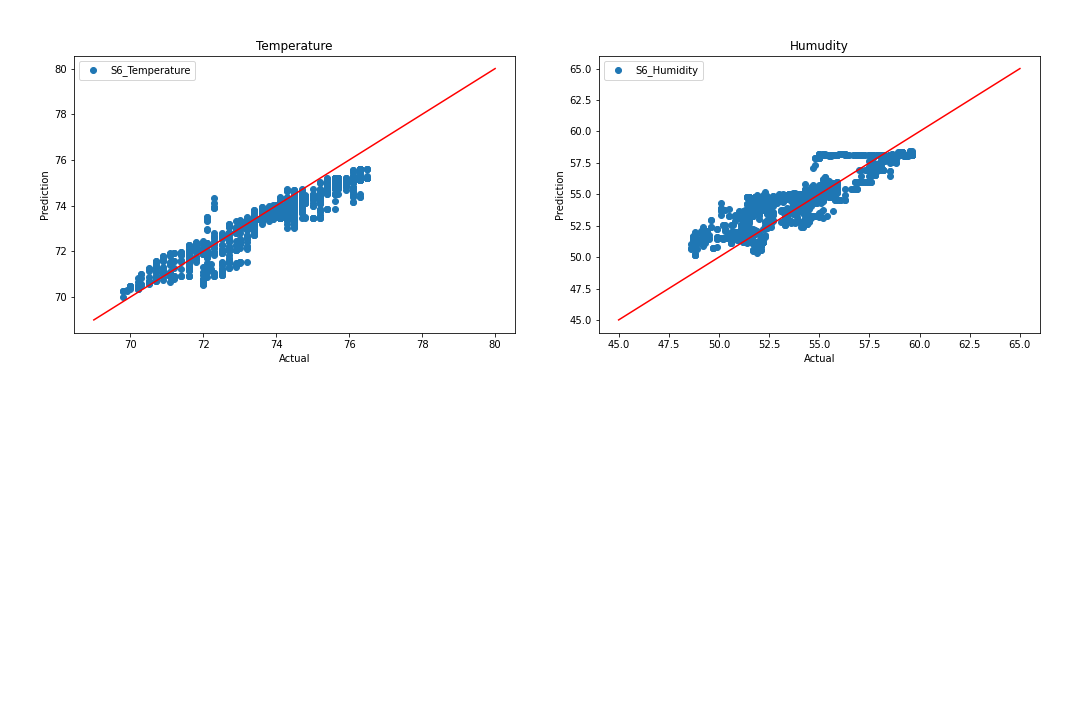 Temperature
S6_Temperature
80
78
76
74
72
70
Prediction
70 72 74 76 78 80
Actual
Humudity
S6_Humidity
65.0
62.5
60.0
57.5
55.0
52.5
50.0
47.5
45.0
Prediction
45.0 47.5 50.0 52.5 55.0 57.5 60.0 62.5 65.0
Actual